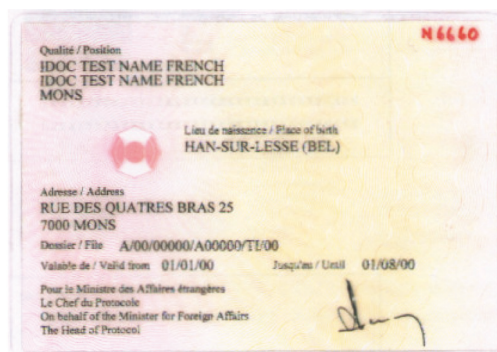 N6660
Qualité / Position
IDOC TEST NAME FRENCH
IDOC TEST NAME FRENCH
MONS
Lieu de naissance / Place of birth
HAN-SUR-LESSE (BEL)
Adresse / Address
RUE DES QUATRES BRAS 25
7000 MONS
Dossier / File A/00/00000/A00000/TI/00
Valable de / Valid from 01/01/00 Jusqu'au / Until 01/08/00
Pour le Ministre des Affaires étrangères
Le Chef du Protocole
On behalf of the Minister for Foreign Affairs
The Head of Protocol